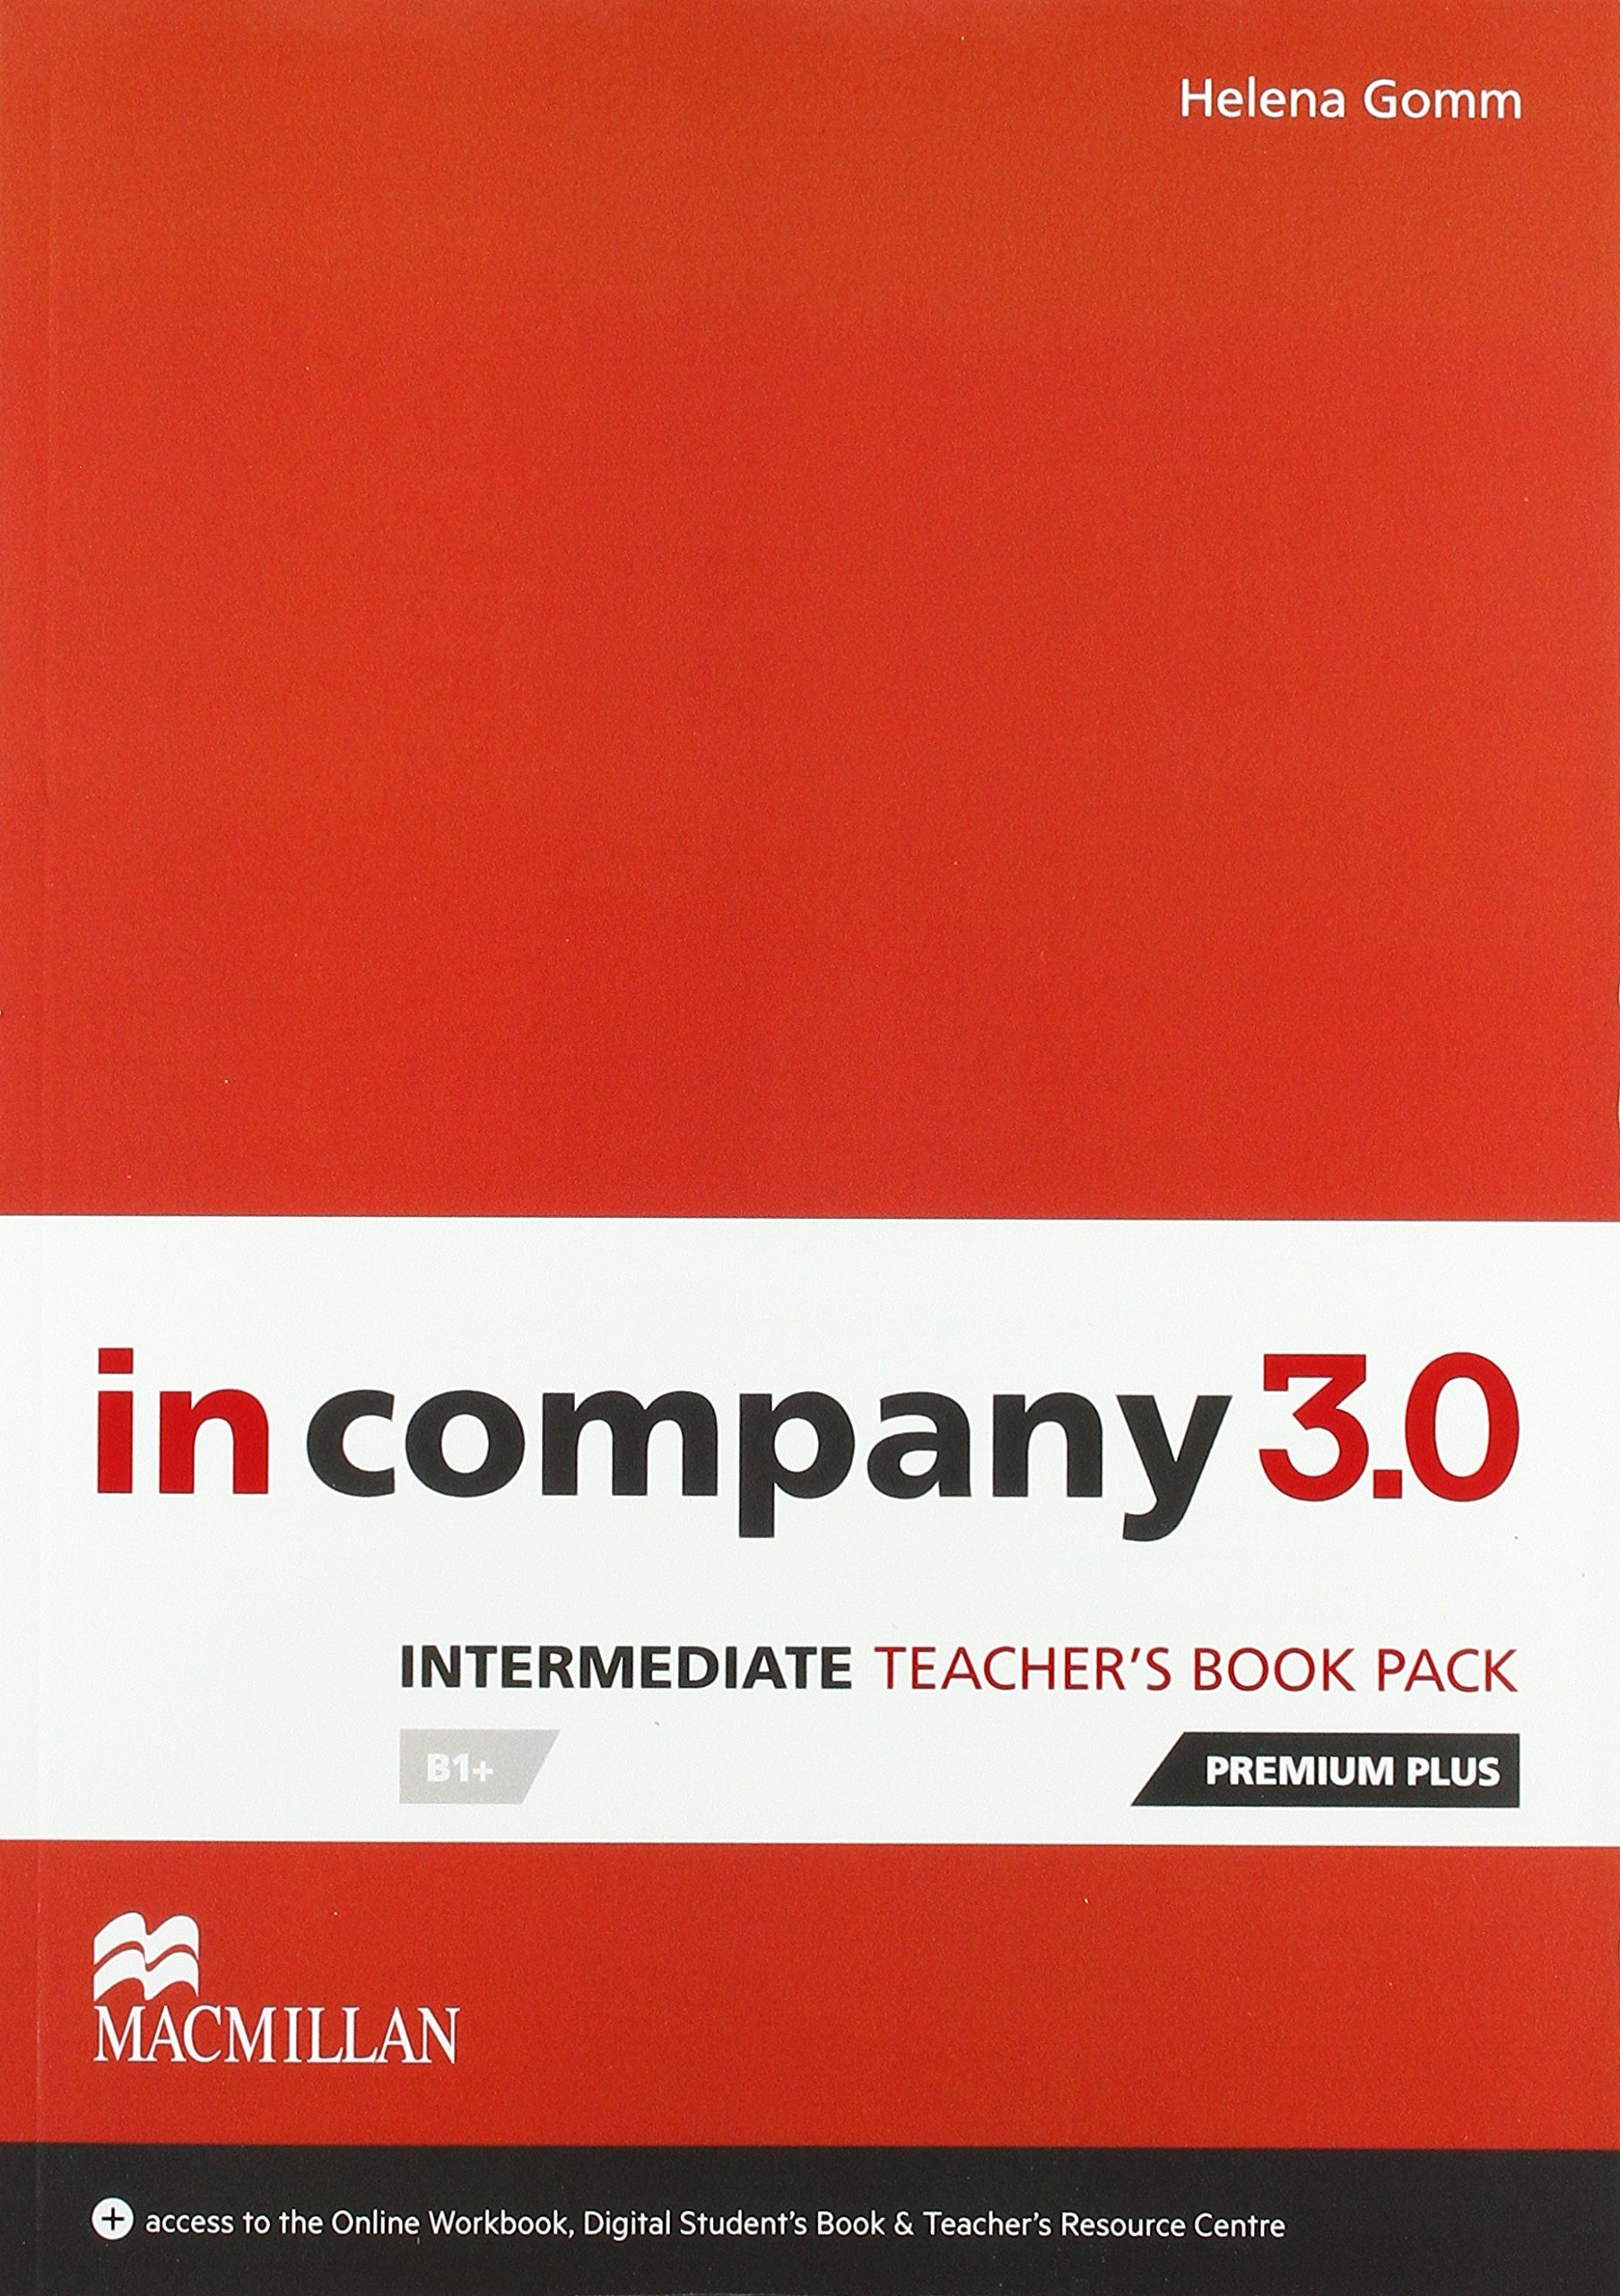 Helena Gomm
in company 3.0
INTERMEDIATE TEACHER'S BOOK PACK
B1+
PREMIUM PLUS
MACMILLAN
+ access to the Online Workbook, Digital Student's Book & Teacher's Resource Centre